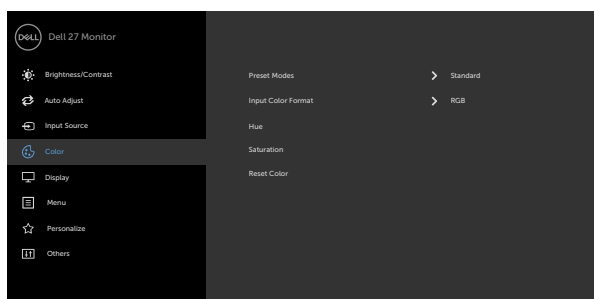 DELL
Dell 27 Monitor
Brightness/Contrast
Auto Adjust
Input Source
Color
Display
Menu
Personalize
Others
Preset Modes Standard
Input Color Format RGB
Hue
Saturation
Reset Color